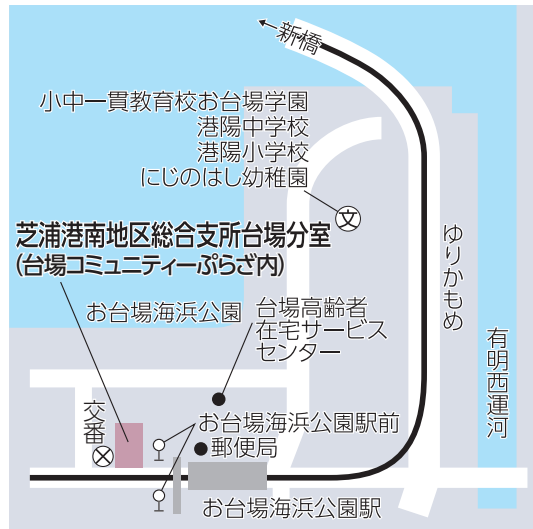 新橋
小中一貫教育校お台場学園
港陽中学校
港陽小学校
にじのはし幼稚園
文
芝浦港南地区総合支所台場分室
(台場コミュニティーぷらざ内)
ゆりかもめ
お台場海浜公園
台場高齢者
在宅サービス
センター
有明西運河
交番
お台場海浜公園駅前
郵便局
お台場海浜公園駅